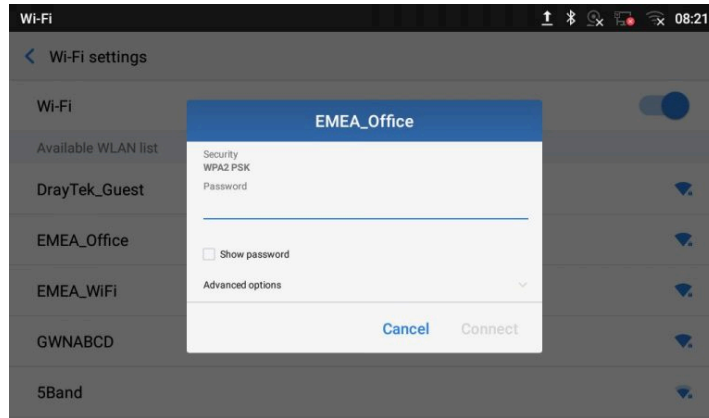 Wi-Fi 08:21
Wi-Fi settings
Wi-Fi
EMEA_Office
Available WLAN list
Security
WPA2 PSK
Password
DrayTek_Guest
EMEA_Office
Show password
EMEA_WiFi
Advanced options
Cancel Connect
GWNABCD
5Band